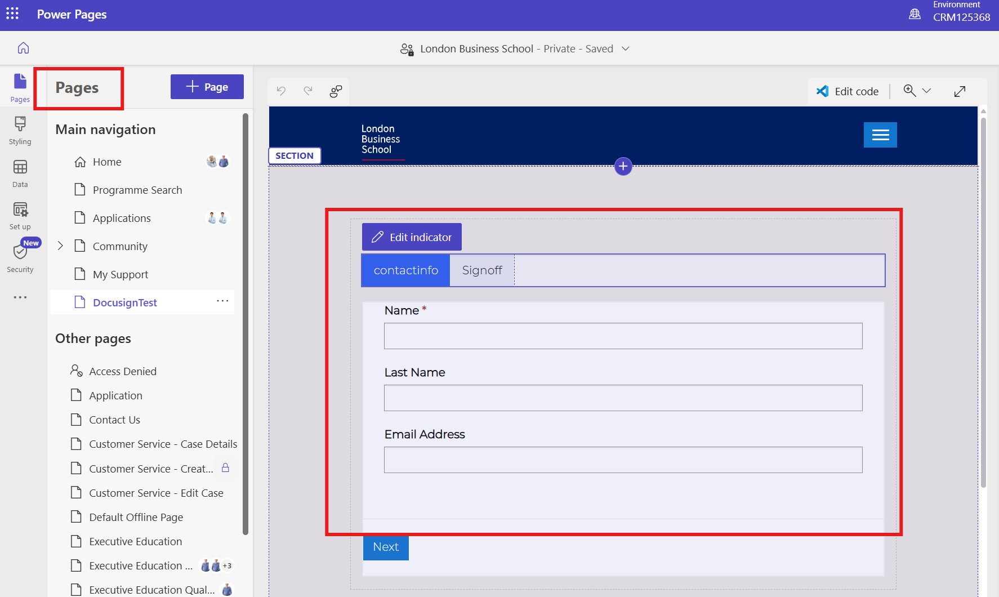 Power Pages
Environment
CRM125368
London Business School - Private - Saved
Pages
Styling
Data
Set up
New
Security
Pages
Page
Main navigation
Home
Programme Search
Applications
Community
My Support
DocusignTest
Other pages
Access Denied
Application
Contact Us
Customer Service - Case Details
Customer Service - Creat...
Customer Service - Edit Case
Default Offline Page
Executive Education
Executive Education ...
+3
Executive Education Qual...
Edit code
London
Business
School
SECTION
Edit indicator
contactinfo
Signoff
Name *
Last Name
Email Address
Next